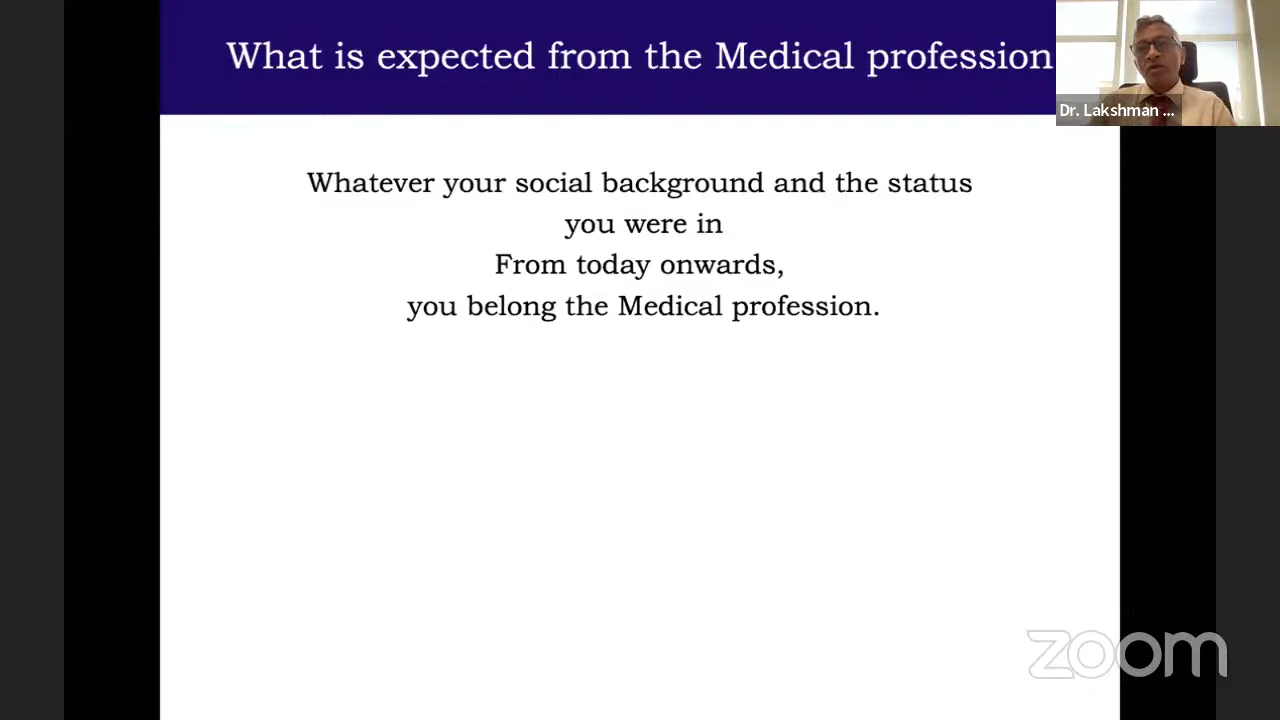 What is expected from the Medical profession
Dr. Lakshman ...
Whatever your social background and the status
you were in
From today onwards,
you belong the Medical profession.
zoom